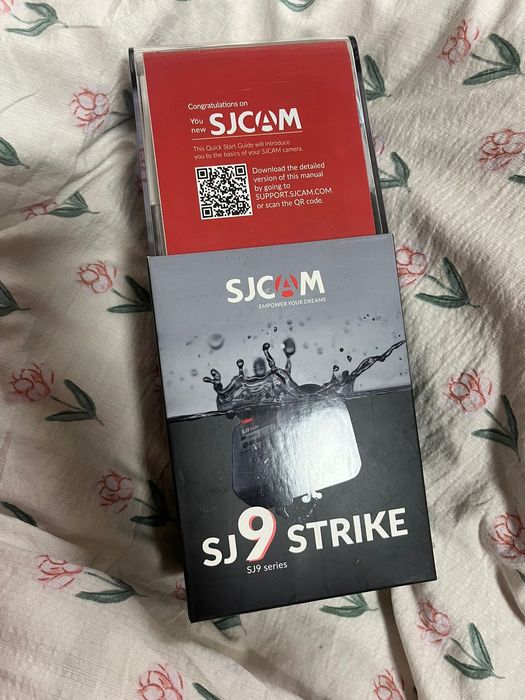 Congratulations on
You
new SJCAM
This Quick Start Guide will introduce
you to the basics of your SJCAM camera.
Download the detailed
version of this manual
by going to
SUPPORT.SJCAM.COM
or scan the QR code.
SJCAM
EMPOWER YOUR DREAMS
SJ9 STRIKE
SJ9 series